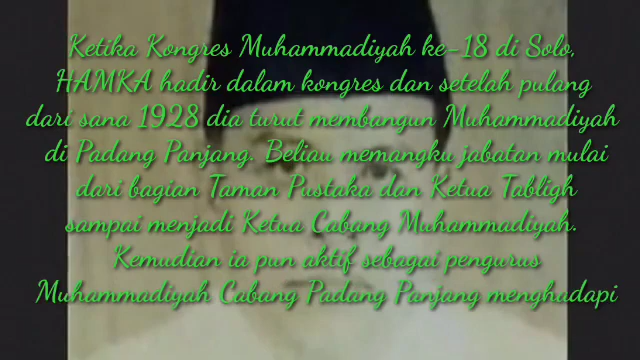 Ketika Kongres Muhammadiyah ke-18 di Solo,
HAMKA hadir dalam kongres dan setelah pulang
dari sana 1928 dia turut membangun Muhammadiyah
di Padang Panjang. Beliau memangku jabatan mulai
dari bagian Taman Pustaka dan Ketua Tabligh
sampai menjadi Ketua Cabang Muhammadiyah.
Kemudian ia pun aktif sebagai pengurus
Muhammadiyah Cabang Padang Panjang menghadapi